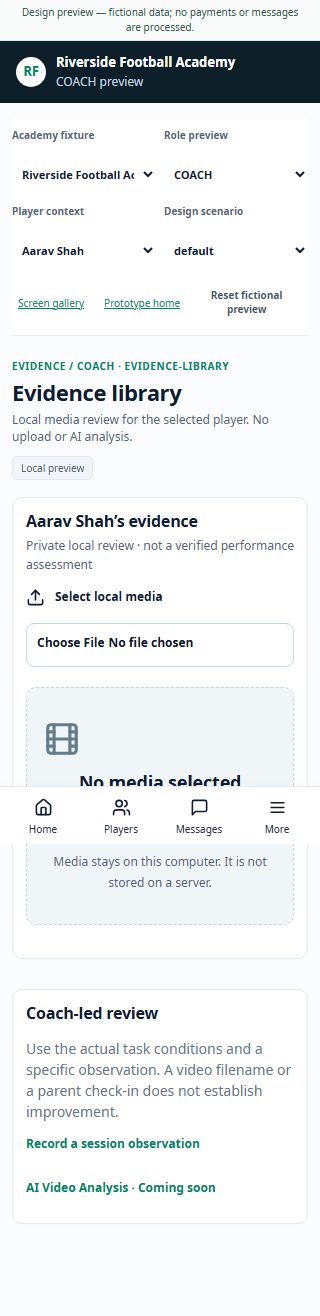 Design preview — fictional data; no payments or messages
are processed.
RF
Riverside Football Academy
COACH preview
Academy fixture
Role preview
Riverside Football Ac
COACH
Player context
Design scenario
Aarav Shah
default
Screen gallery
Prototype home
Reset fictional
preview
EVIDENCE / COACH · EVIDENCE-LIBRARY
Evidence library
Local media review for the selected player. No
upload or AI analysis.
Local preview
Aarav Shah’s evidence
Private local review · not a verified performance
assessment
Select local media
Choose File No file chosen
No media selected
Home
Players
Messages
More
Media stays on this computer. It is not
stored on a server.
Coach-led review
Use the actual task conditions and a
specific observation. A video filename or
a parent check-in does not establish
improvement.
Record a session observation
AI Video Analysis · Coming soon